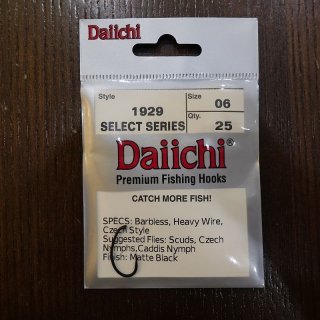 Daiichi
Style
1929
SELECT SERIES
Size
06
Qty.
25
Daiichi®
Premium Fishing Hooks
CATCH MORE FISH!
SPECS: Barbless, Heavy Wire,
Czech Style
Suggested Flies: Scuds, Czech
Nymphs,Caddis Nymph
Finish: Matte Black